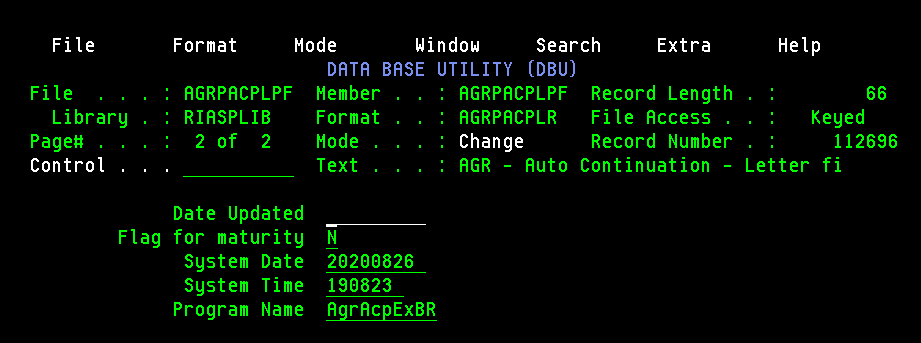 File Format Mode Window Search Extra Help
DATA BASE UTILITY (DBU)
File . . . : AGRPACPLPF Member . . : AGRPACPLPF Record Length . : 66
Library . : RIASPLIB Format . . : AGRPACPLR File Access . . : Keyed
Page# . . . : 2 of 2 Mode . . . : Change Record Number . : 112696
Control . . . Text . . . : AGR - Auto Continuation - Letter fi
Date Updated
Flag for maturity N
System Date 20200826
System Time 190823
Program Name AgrAcpExBR